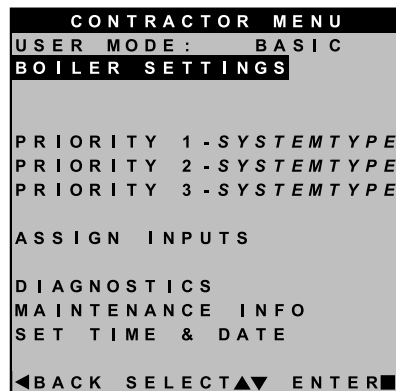 CONTRACTOR MENU
USER MODE: BASIC
BOILER SETTINGS
PRIORITY 1-SYSTEMTYPE
PRIORITY 2-SYSTEMTYPE
PRIORITY 3-SYSTEMTYPE
ASSIGN INPUTS
DIAGNOSTICS
MAINTENANCE INFO
SET TIME & DATE
◀BACK SELECT▲▼ ENTER■